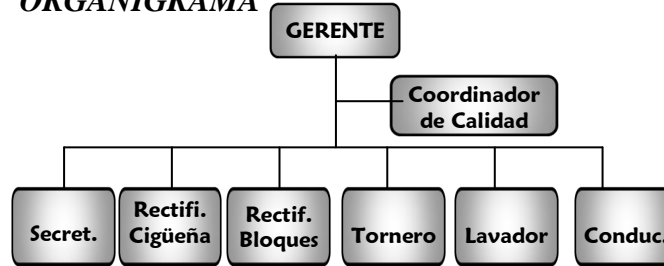 ORGANIGRAMA
GERENTE
Coordinador
de Calidad
Secret.
Rectifi.
Cigüeña
Rectif.
Bloques
Tornero
Lavador
Conduc.